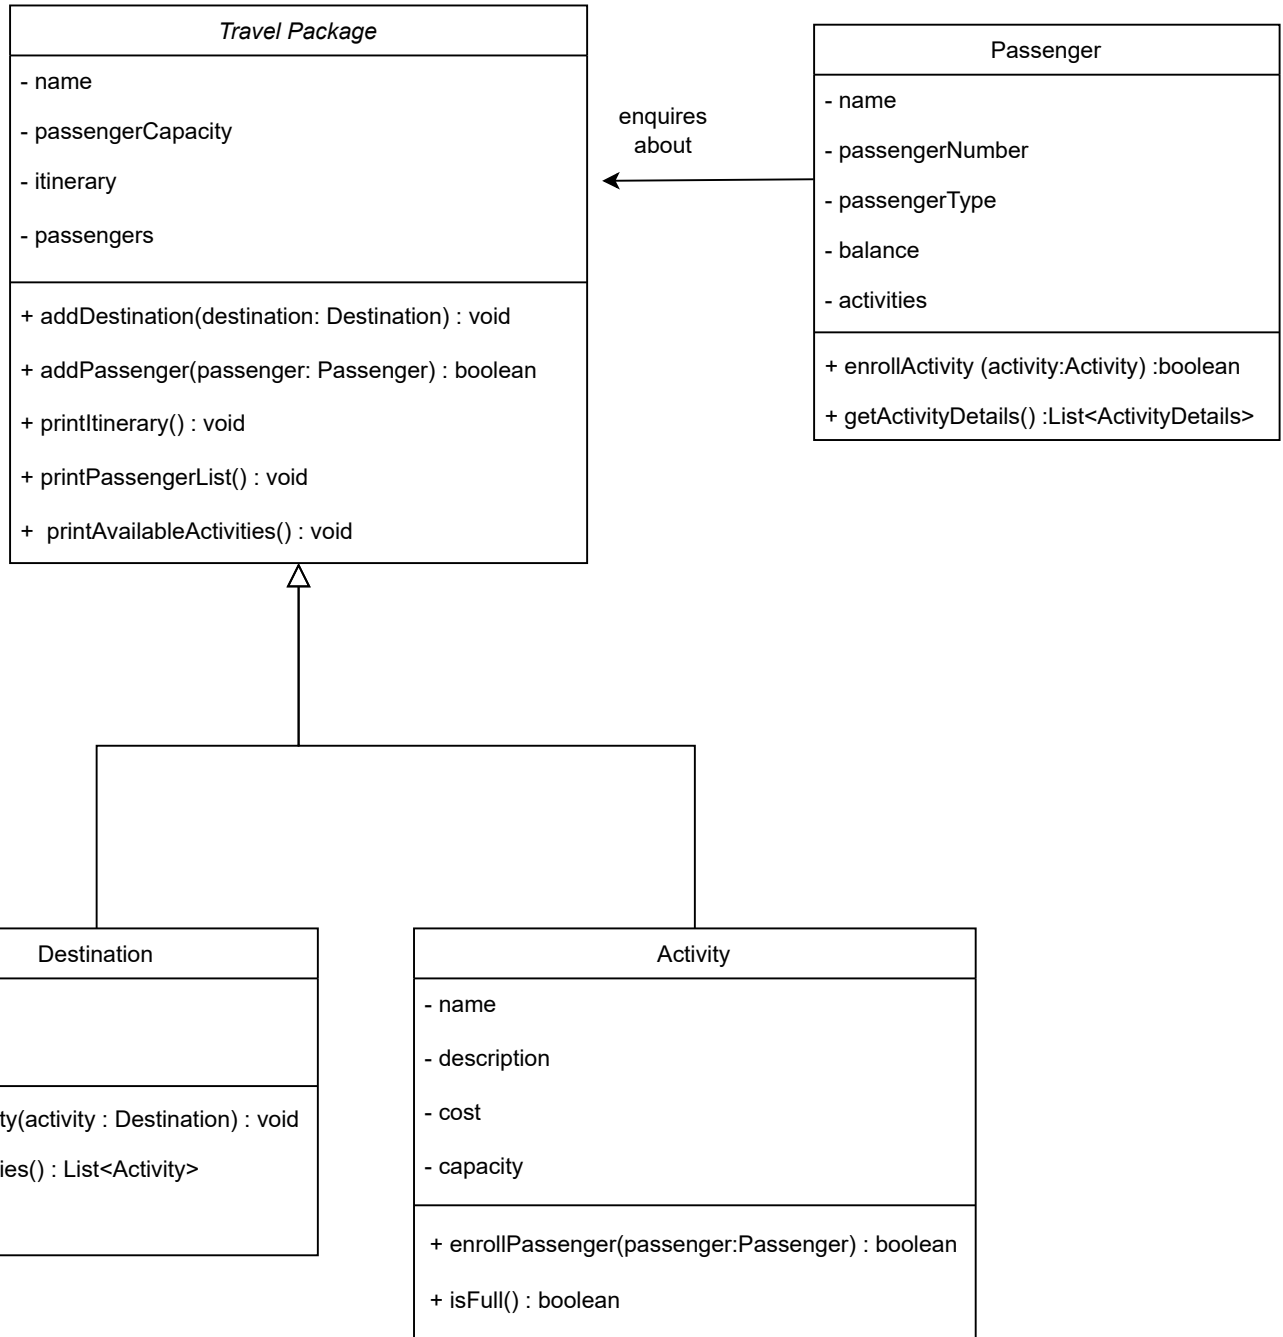 Travel Package
- name
- passengerCapacity
- itinerary
- passengers
+ addDestination(destination: Destination) : void
+ addPassenger(passenger: Passenger) : boolean
+ printItinerary() : void
+ printPassengerList() : void
+ printAvailableActivities() : void
enquires
about
Passenger
- name
- passengerNumber
- passengerType
- balance
- activities
+ enrollActivity (activity:Activity) :boolean
+ getActivityDetails() :List<ActivityDetails>
Destination
ty(activity : Destination) : void
ies() : List<Activity>
Activity
- name
- description
- cost
- capacity
+ enrollPassenger(passenger:Passenger) : boolean
+ isFull() : boolean